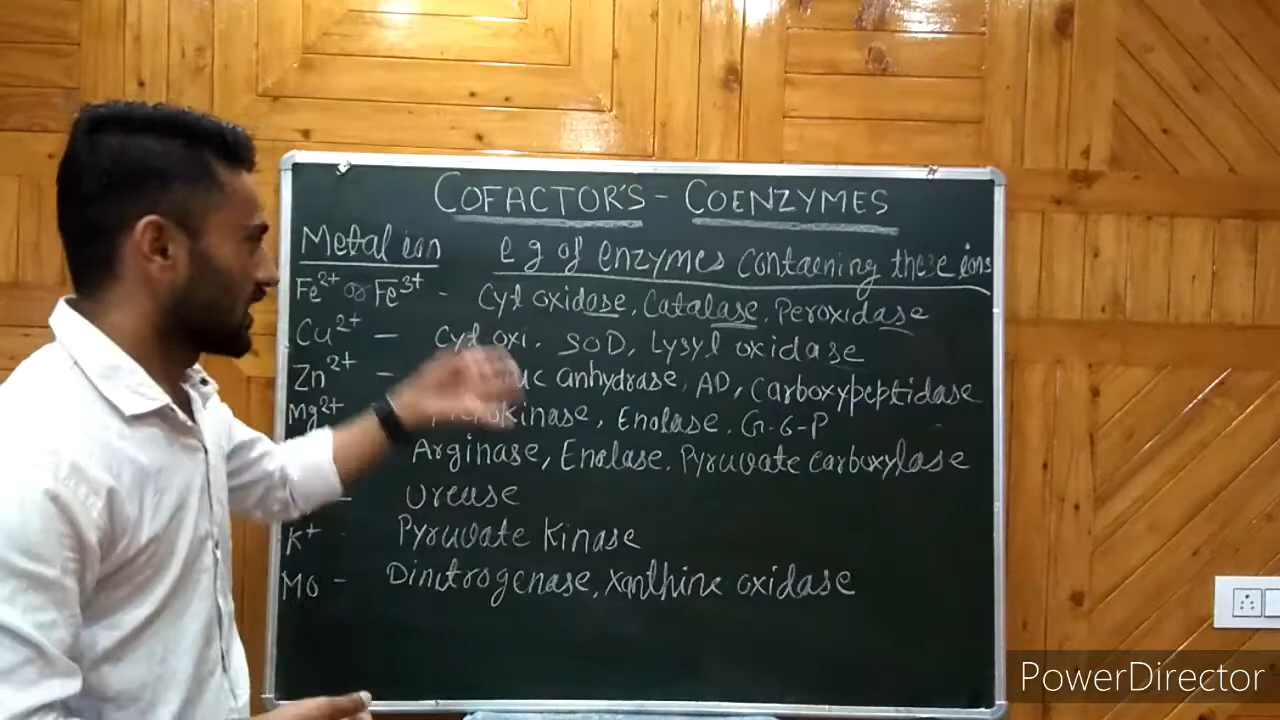 COFACTOR'S - COENZYMES
Metal ion e g of enzymes containing these ions
Fe²⁺ or Fe³⁺ - Cyt oxidase, Catalase, Peroxidase
Cu²⁺ - Cyt oxi. SOD, Lysyl oxidase
Zn²⁺ - anhydrase, AD, Carboxypeptidase
Mg²⁺ Enolase, G-6-P
Arginase, Enolase, Pyruvate carboxylase
- Urease
K⁺ Pyruvate Kinase
Mo - Dinitrogenase, Xanthine oxidase
PowerDirector